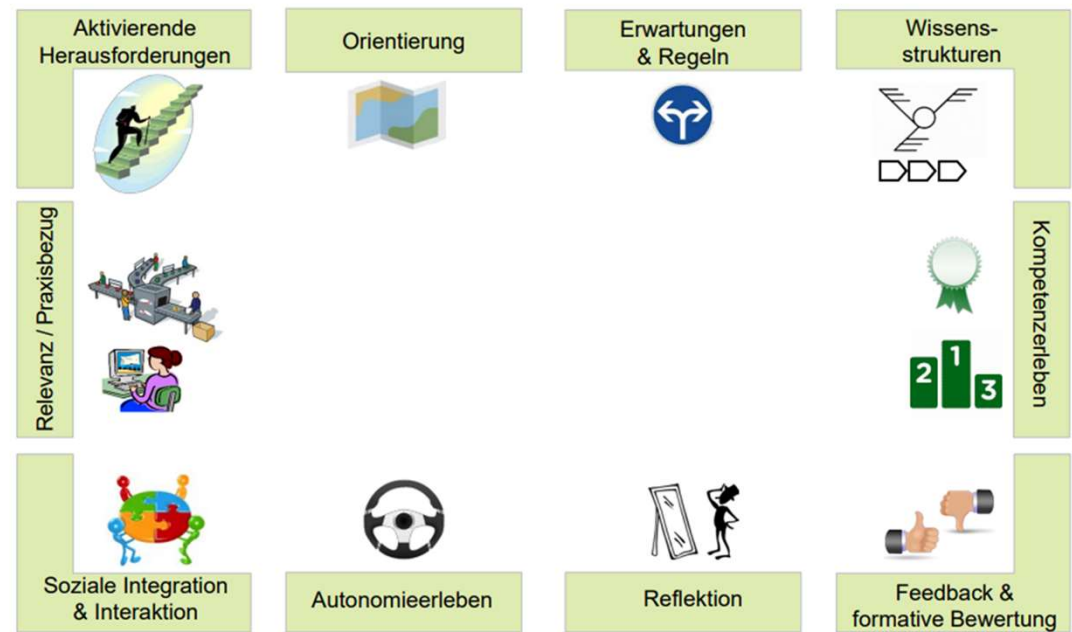 Aktivierende
Herausforderungen
Orientierung
Erwartungen
& Regeln
Wissens-
strukturen
Relevanz / Praxisbezug
Kompetenzerleben
2
1
3
Soziale Integration
& Interaktion
Autonomieerleben
Reflektion
Feedback &
formative Bewertung